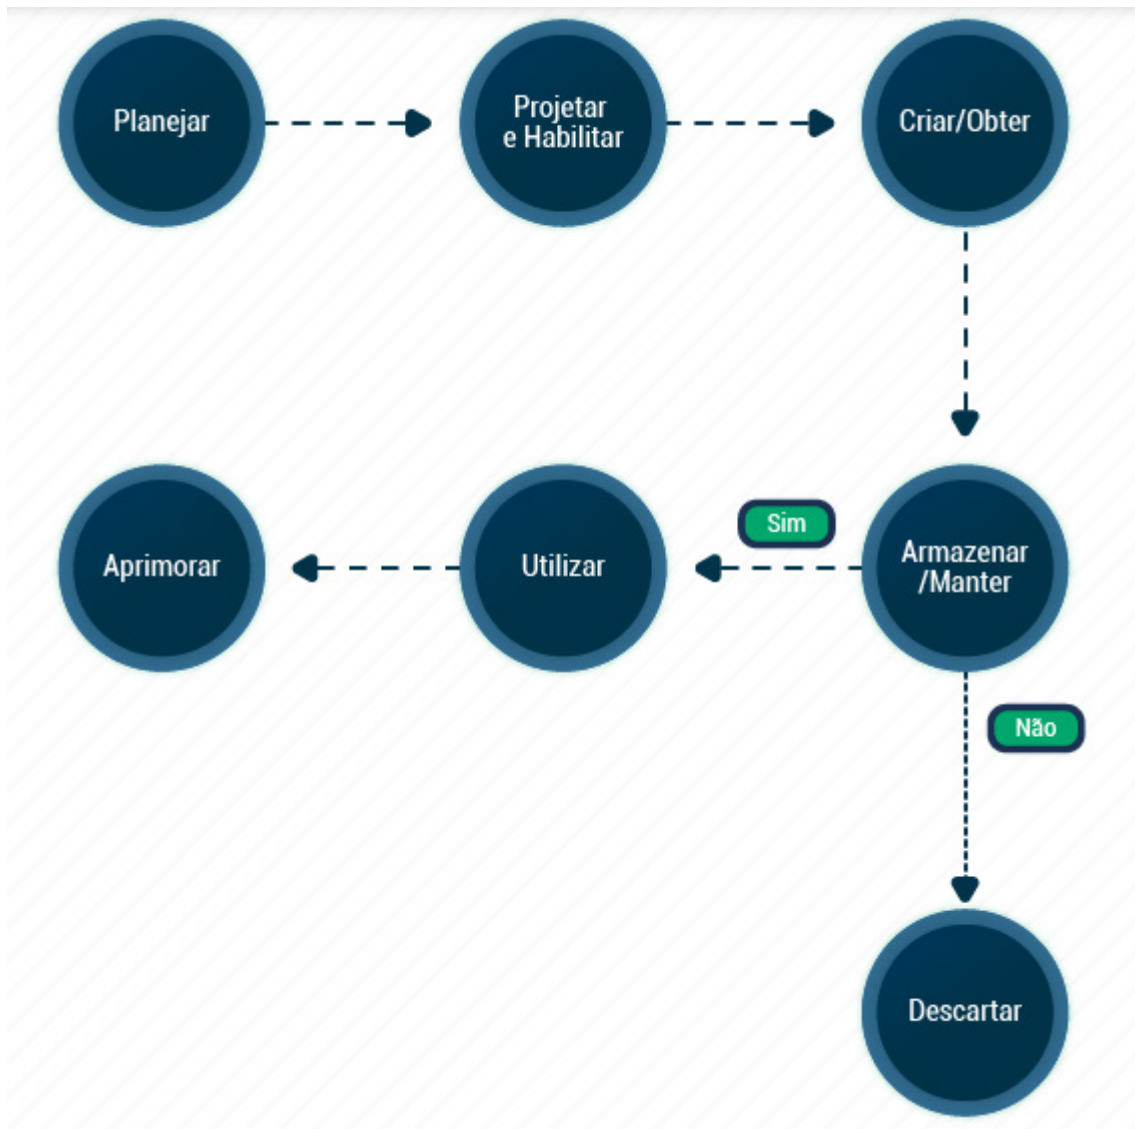 Planejar
Projetar
e Habilitar
Criar/Obter
Aprimorar
Utilizar
Sim
Armazenar
/Manter
Não
Descartar